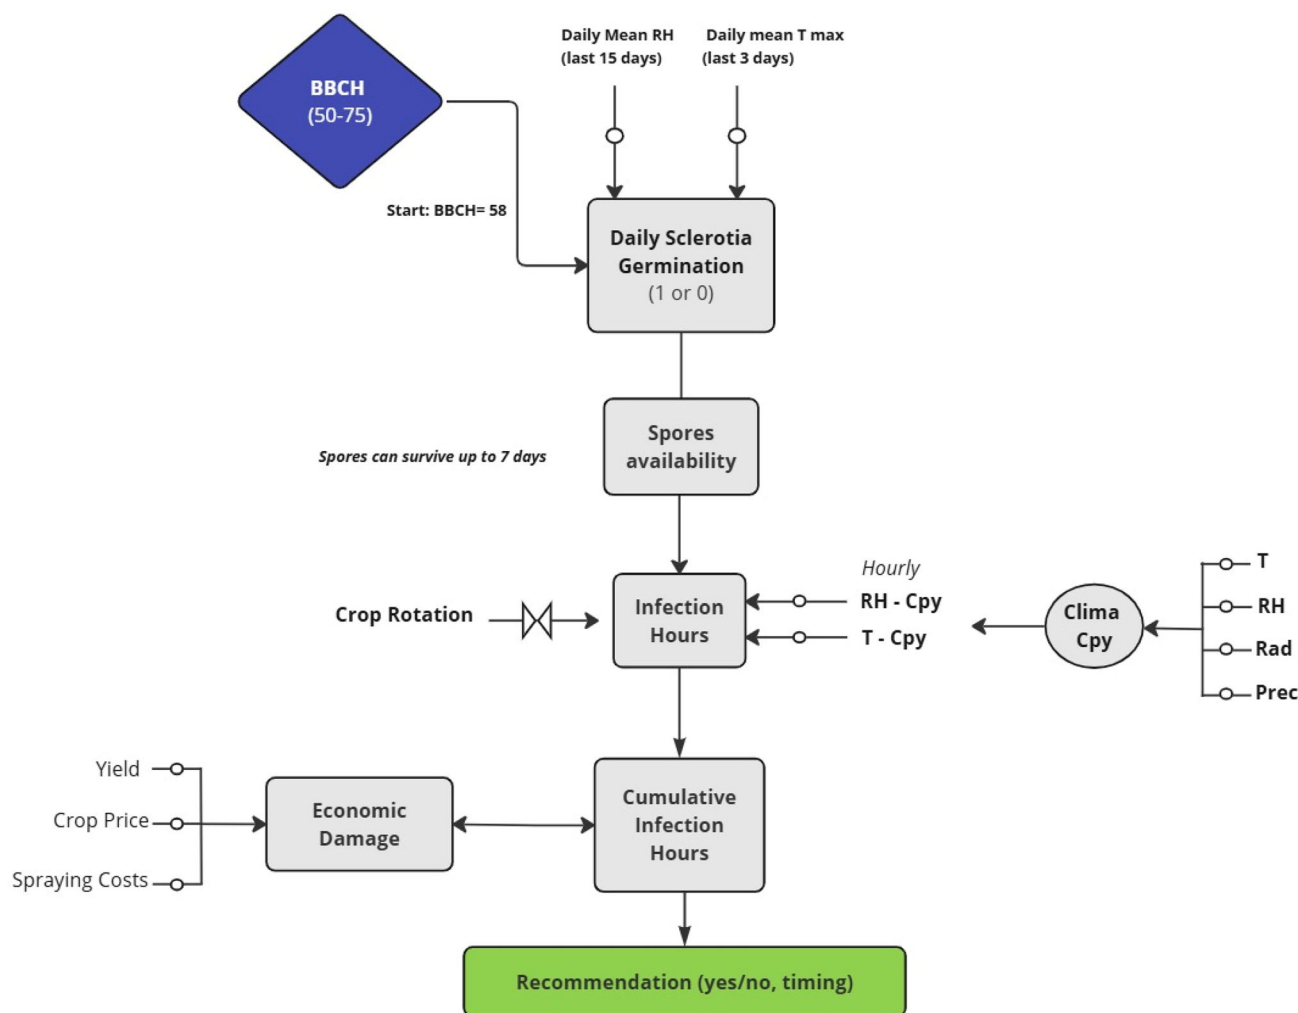 Daily Mean RH
(last 15 days)
Daily mean T max
(last 3 days)
BBCH
(50-75)
Start: BBCH= 58
Daily Sclerotia
Germination
(1 or 0)
Spores
availability
Spores can survive up to 7 days
Hourly
Crop Rotation
Infection
Hours
RH - Cpy
T - Cpy
Clima
Cpy
T
RH
Rad
Prec
Yield
Crop Price
Spraying Costs
Economic
Damage
Cumulative
Infection
Hours
Recommendation (yes/no, timing)